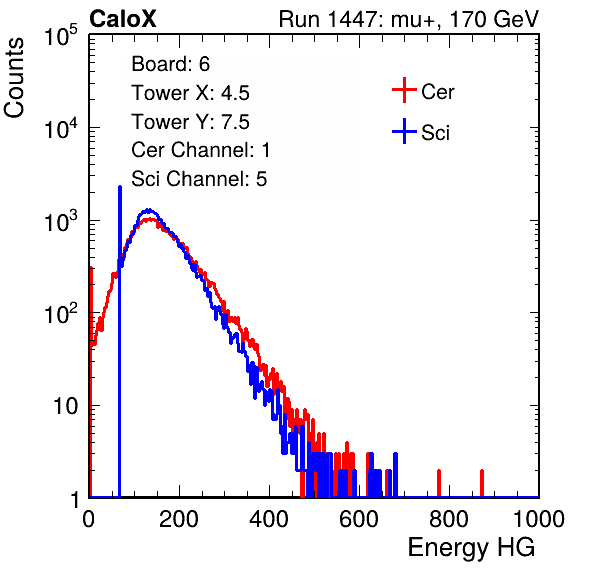 CaloX Run 1447: mu+, 170 GeV
Counts
Board: 6
Tower X: 4.5
Tower Y: 7.5
Cer Channel: 1
Sci Channel: 5
Cer
Sci
10^5
10^4
10^3
10^2
10
1
0 200 400 600 800 1000
Energy HG